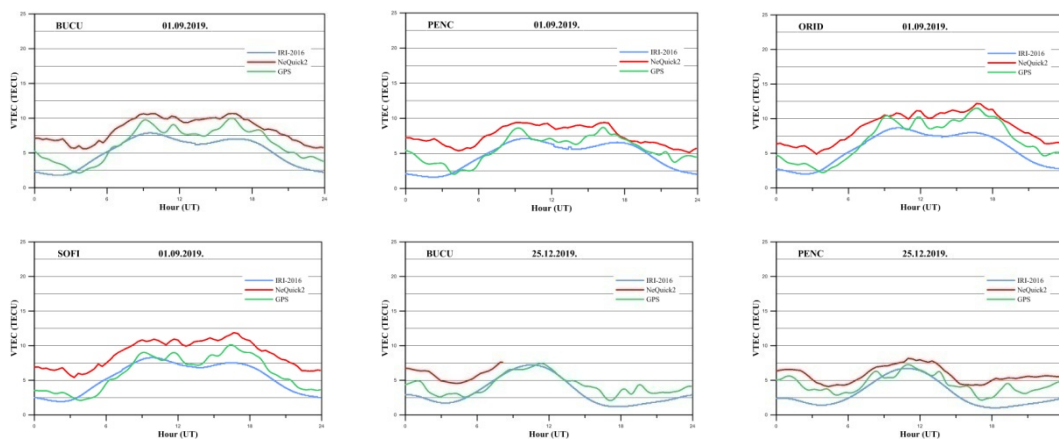 BUCU 01.09.2019.
VTEC (TECU)
25
20
15
10
5
0
IRI-2016
NeQuick2
GPS
0 6 12 18 24
Hour (UT)
PENC 01.09.2019.
VTEC (TECU)
25
20
15
10
5
0
IRI-2016
NeQuick2
GPS
0 6 12 18 24
Hour (UT)
ORID 01.09.2019.
VTEC (TECU)
25
20
15
10
5
0
IRI-2016
NeQuick2
GPS
0 6 12 18
Hour (UT)
SOFI 01.09.2019.
VTEC (TECU)
25
20
15
10
5
0
IRI-2016
NeQuick2
GPS
0 6 12 18 24
Hour (UT)
BUCU 25.12.2019.
VTEC (TECU)
25
20
15
10
5
0
IRI-2016
NeQuick2
GPS
0 6 12 18 24
Hour (UT)
PENC 25.12.2019.
VTEC (TECU)
25
20
15
10
5
0
IRI-2016
NeQuick2
GPS
0 6 12 18
Hour (UT)